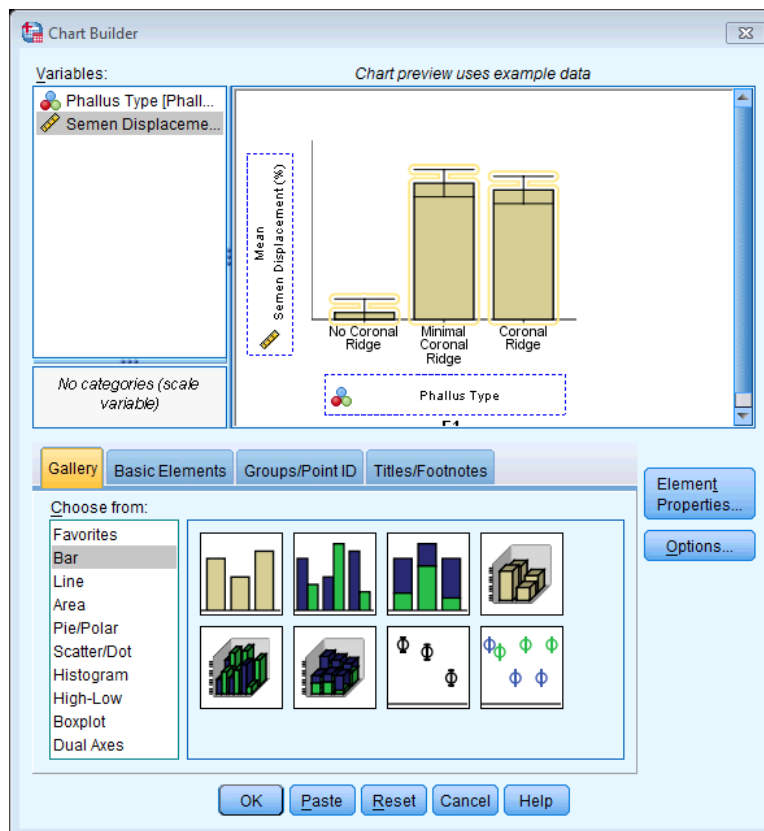 Chart Builder
Variables:
Chart preview uses example data
Phallus Type [Phall...
Semen Displaceme...
No categories (scale
variable)
Mean
Semen Displacement (%)
No Coronal
Ridge
Minimal
Coronal
Ridge
Coronal
Ridge
Phallus Type
Gallery
Basic Elements
Groups/Point ID
Titles/Footnotes
Choose from:
Favorites
Bar
Line
Area
Pie/Polar
Scatter/Dot
Histogram
High-Low
Boxplot
Dual Axes
Element
Properties...
Options...
OK
Paste
Reset
Cancel
Help